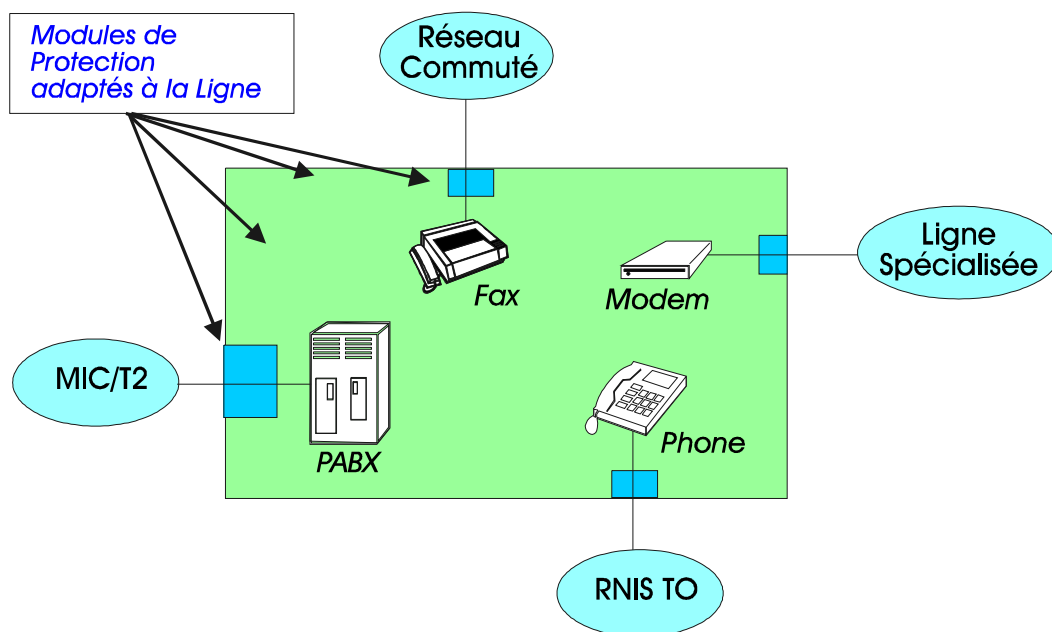 Modules de
Protection
adaptés à la Ligne
Réseau
Commuté
Ligne
Spécialisée
Fax
Modem
MIC/T2
PABX
Phone
RNIS TO